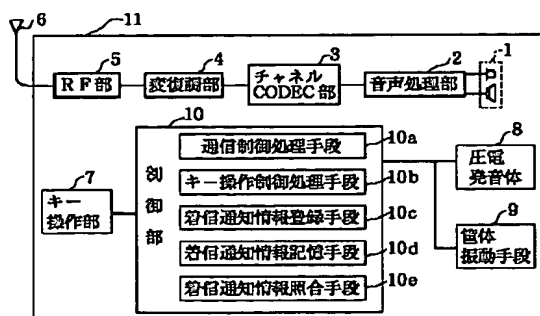 6
11
5
4
3
2
1
RF部
変復調部
チャネル
CODEC部
音声処理部
10
通信制御処理手段
10a
7
キー
操作部
制御部
キー操作制御処理手段
10b
着信通知情報登録手段
10c
着信通知情報記憶手段
10d
着信通知情報照合手段
10e
8
圧電
発音体
9
筐体
振動手段